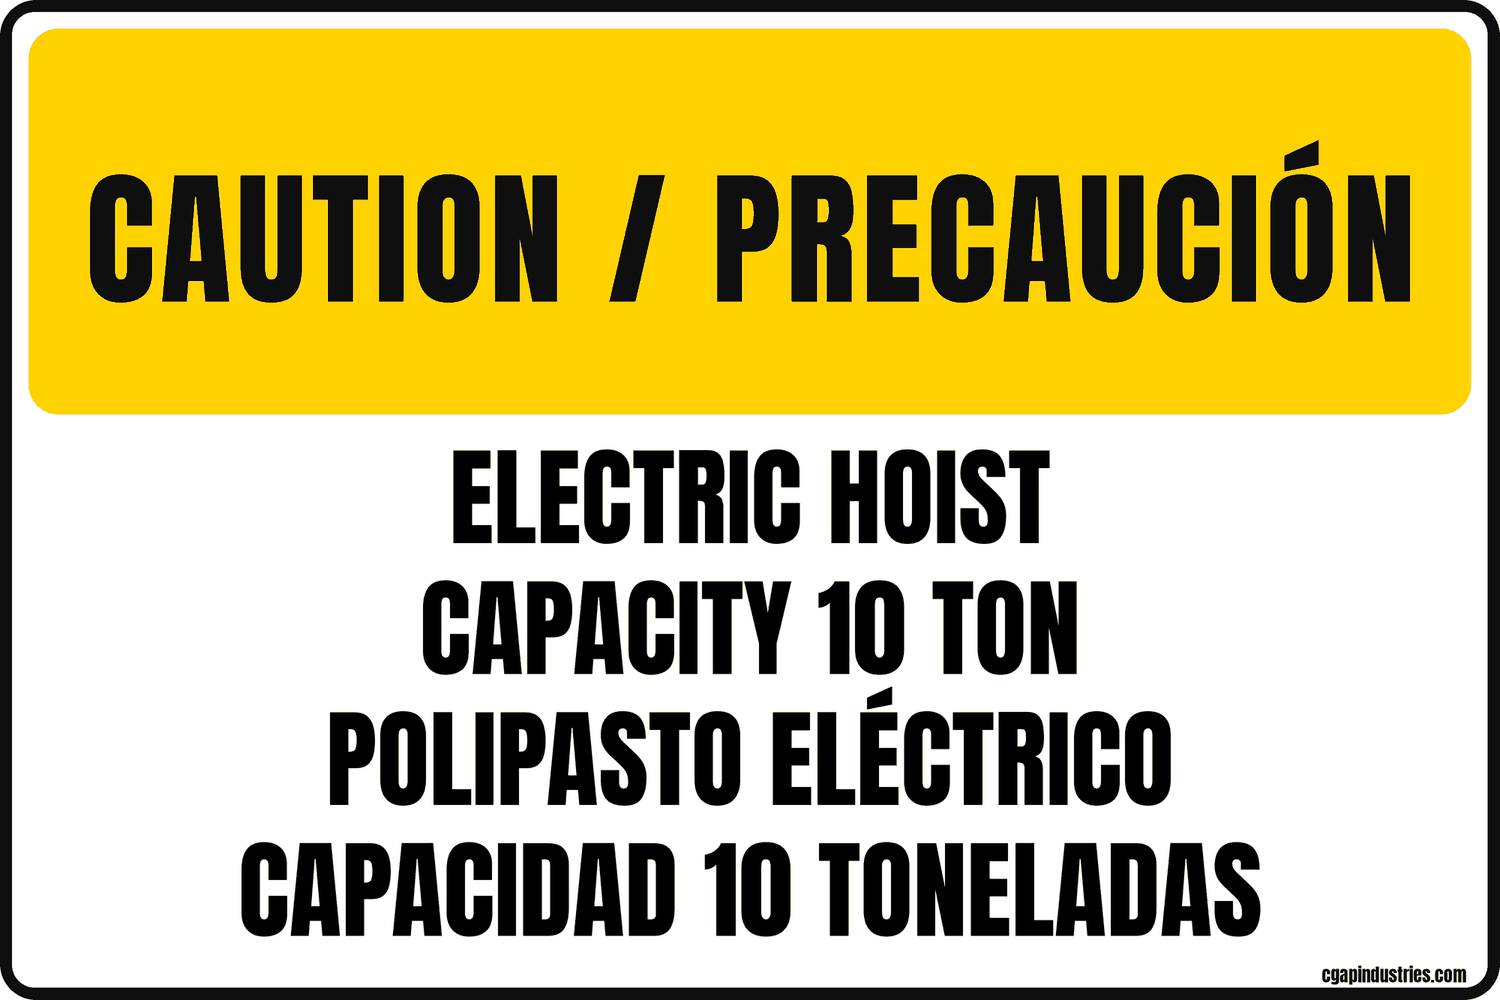 CAUTION / PRECAUCIÓN
ELECTRIC HOIST
CAPACITY 10 TON
POLIPASTO ELÉCTRICO
CAPACIDAD 10 TONELADAS
cgapindustries.com